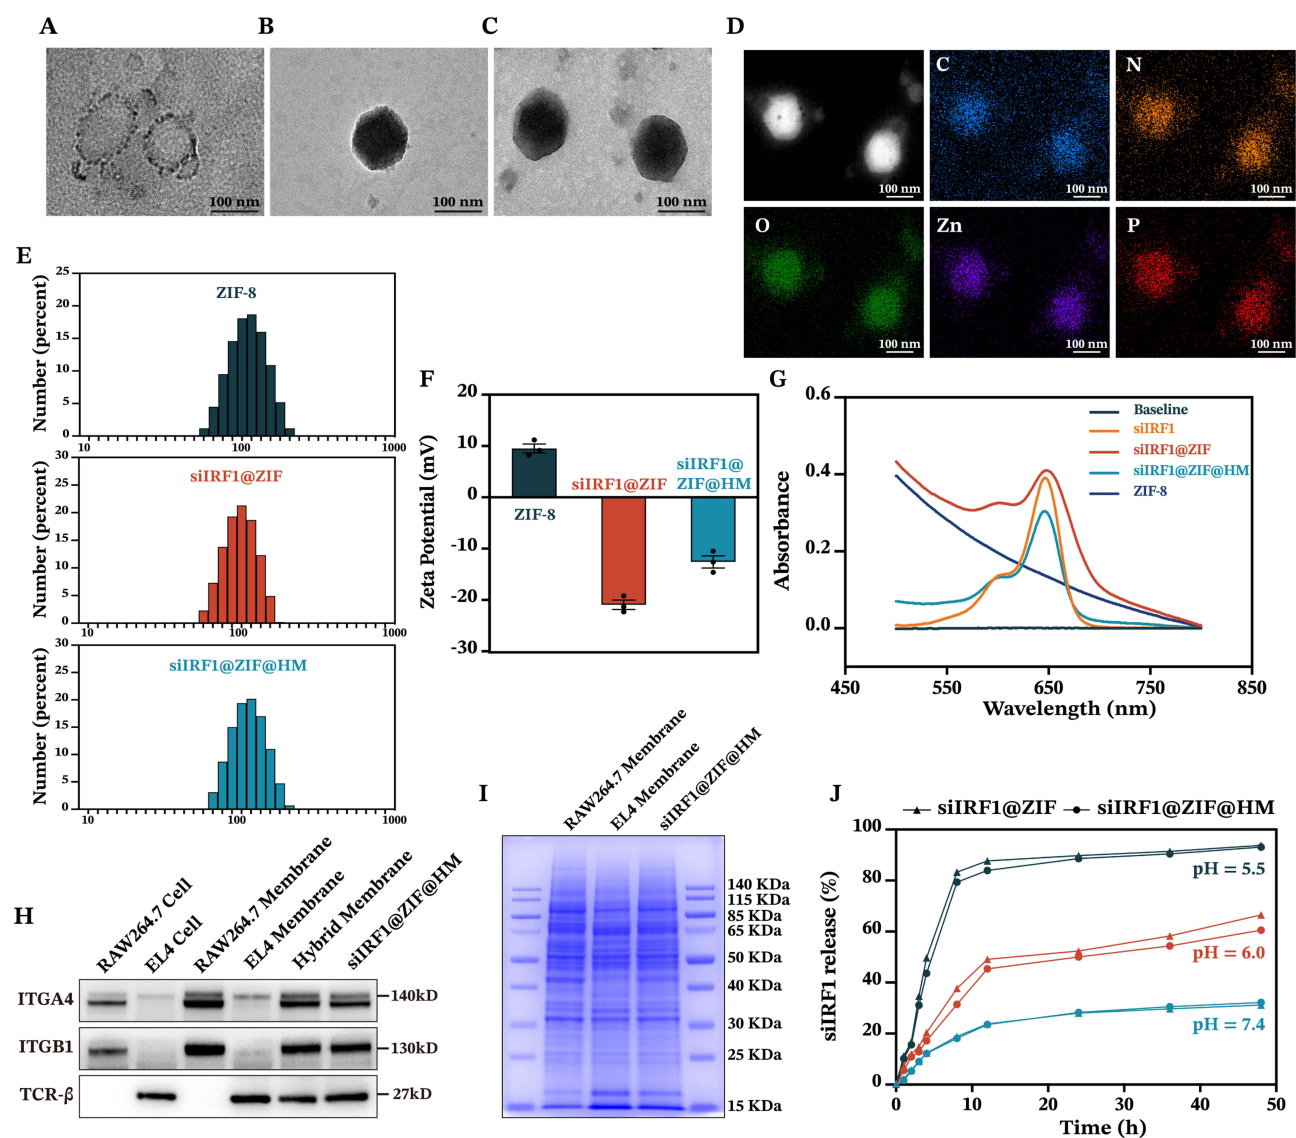 A
B
C
D
100 nm
100 nm
100 nm
100 nm
C
100 nm
N
100 nm
O
100 nm
Zn
100 nm
P
100 nm
E
Number (percent)
25
20
15
10
5
0
ZIF-8
10
100
1000
Number (percent)
30
20
10
0
siIRF1@ZIF
10
100
1000
Number (percent)
30
20
15
10
5
0
siIRF1@ZIF@HM
10
100
1000
F
Zeta Potential (mV)
20
10
0
-10
-20
-30
ZIF-8
siIRF1@ZIF
siIRF1@
ZIF@HM
G
Absorbance
0.6
0.4
0.2
0.0
450
550
650
750
850
Wavelength (nm)
Baseline
siIRF1
siIRF1@ZIF
siIRF1@ZIF@HM
ZIF-8
H
RAW264.7 Cell
EL4 Cell
RAW264.7 Membrane
EL4 Membrane
Hybrid Membrane
siIRF1@ZIF@HM
ITGA4
140kD
ITGB1
130kD
TCR-β
27kD
I
RAW264.7 Membrane
EL4 Membrane
siIRF1@ZIF@HM
140 KDa
115 KDa
85 KDa
65 KDa
50 KDa
40 KDa
30 KDa
25 KDa
15 KDa
J
siIRF1@ZIF
siIRF1@ZIF@HM
siIRF1 release (%)
100
80
60
40
20
0
pH = 5.5
pH = 6.0
pH = 7.4
0
10
20
30
40
50
Time (h)